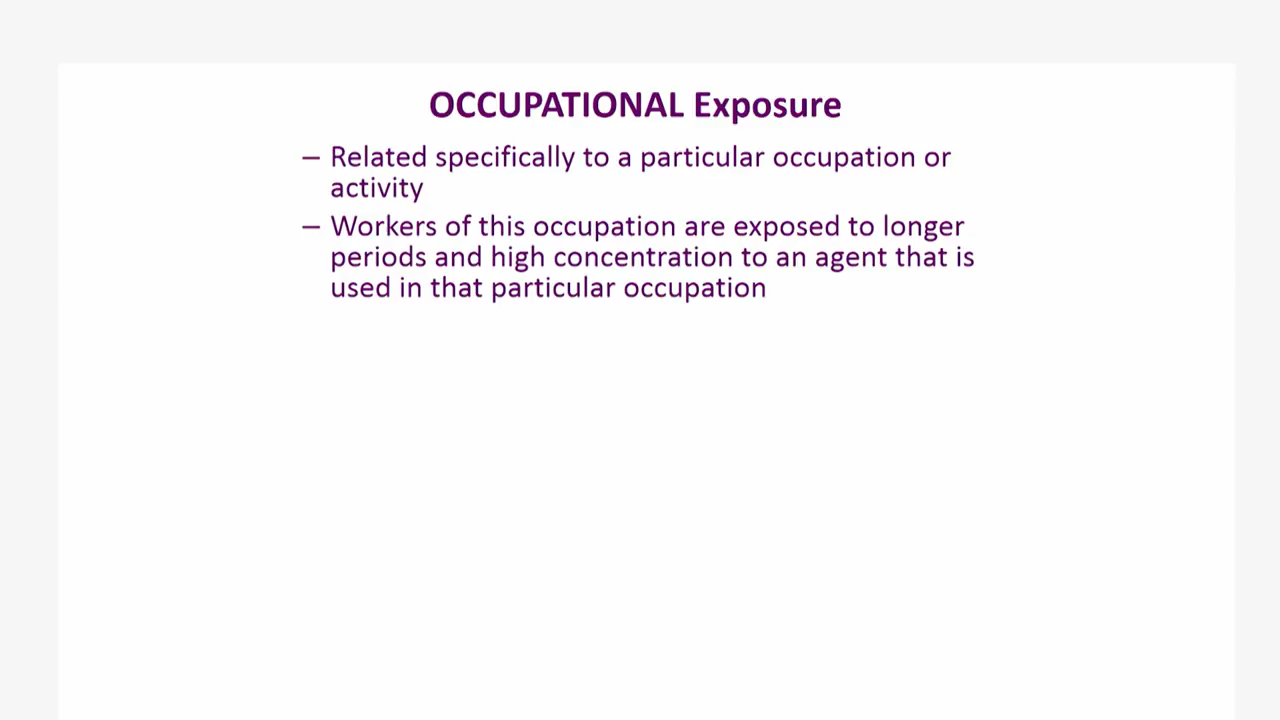 OCCUPATIONAL Exposure
– Related specifically to a particular occupation or
activity
– Workers of this occupation are exposed to longer
periods and high concentration to an agent that is
used in that particular occupation